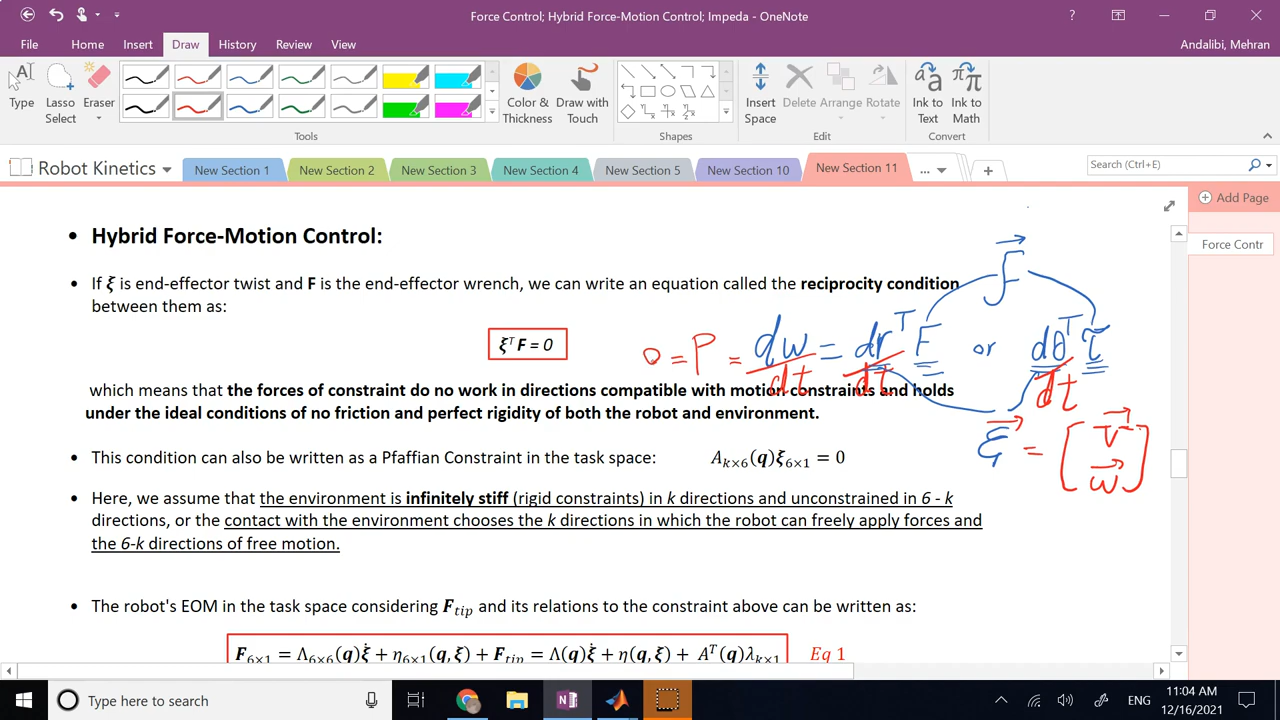 Force Control; Hybrid Force-Motion Control; Impeda - OneNote
File Home Insert Draw History Review View
Andalibi, Mehran
Type
Lasso Select
Eraser
Color & Thickness
Draw with Touch
Insert Space
Delete
Arrange
Rotate
Ink to Text
Ink to Math
Tools
Shapes
Edit
Convert
Robot Kinetics
New Section 1
New Section 2
New Section 3
New Section 4
New Section 5
New Section 10
New Section 11
...
Search (Ctrl+E)
Add Page
Force Contr
• Hybrid Force-Motion Control:
• If ξ is end-effector twist and F is the end-effector wrench, we can write an equation called the reciprocity condition
between them as:
ξᵀF = 0
F
0 = P = dw/dt = drᵀ/dt F or dθᵀ/dt τ
which means that the forces of constraint do no work in directions compatible with motion constraints and holds
under the ideal conditions of no friction and perfect rigidity of both the robot and environment.
ξ = [v ω]
• This condition can also be written as a Pfaffian Constraint in the task space: A_{k×6}(q)ξ_{6×1} = 0
• Here, we assume that the environment is infinitely stiff (rigid constraints) in k directions and unconstrained in 6 - k
directions, or the contact with the environment chooses the k directions in which the robot can freely apply forces and
the 6-k directions of free motion.
• The robot's EOM in the task space considering F_{tip} and its relations to the constraint above can be written as:
F_{6×1} = Λ_{6×6}(q)ξ̇ + η_{6×1}(q, ξ) + F_{tip} = Λ(q)ξ̇ + η(q, ξ) + Aᵀ(q)λ_{k×1} Eq 1
Type here to search
ENG
11:04 AM
12/16/2021